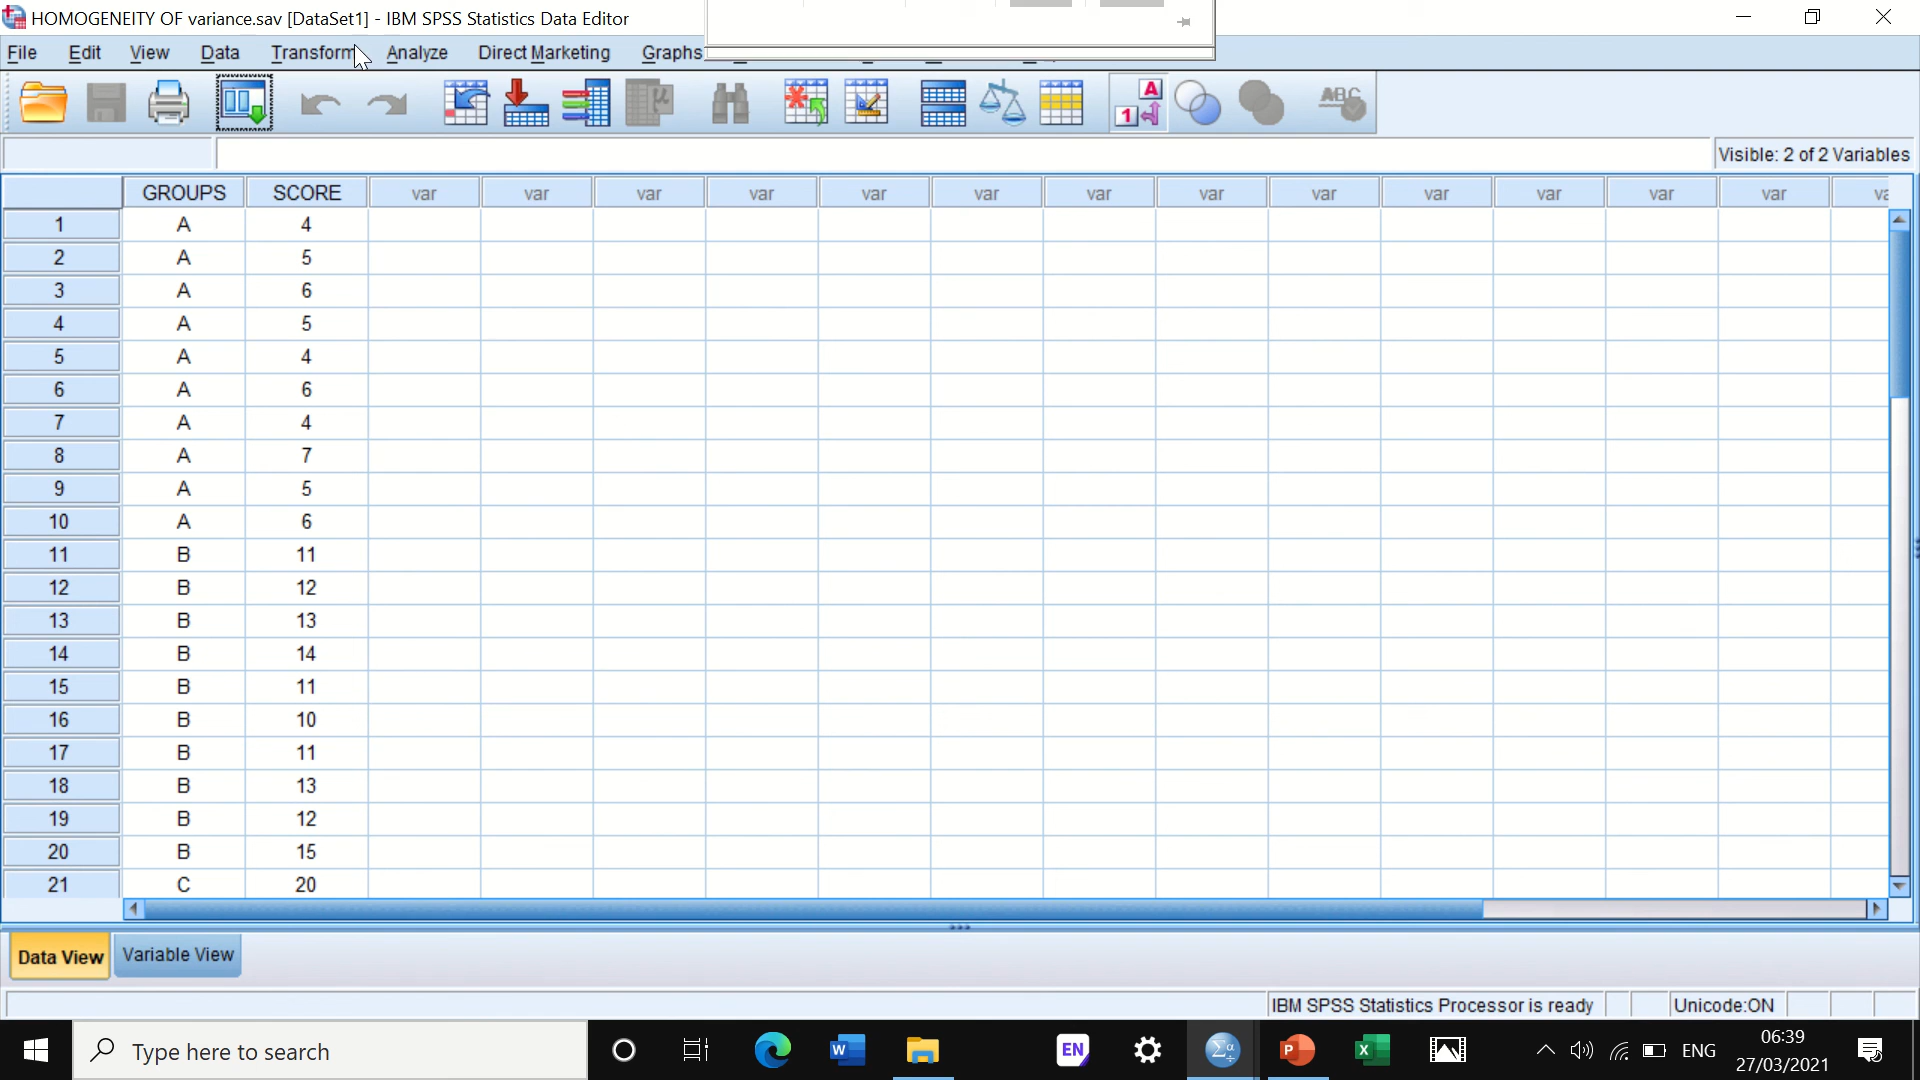 HOMOGENEITY OF variance.sav [DataSet1] - IBM SPSS Statistics Data Editor
File Edit View Data Transform Analyze Direct Marketing Graphs
Visible: 2 of 2 Variables
GROUPS SCORE var var var var var var var var var var var var var va
1 A 4
2 A 5
3 A 6
4 A 5
5 A 4
6 A 6
7 A 4
8 A 7
9 A 5
10 A 6
11 B 11
12 B 12
13 B 13
14 B 14
15 B 11
16 B 10
17 B 11
18 B 13
19 B 12
20 B 15
21 C 20
Data View Variable View
IBM SPSS Statistics Processor is ready Unicode:ON
Type here to search
EN
ENG
06:39
27/03/2021